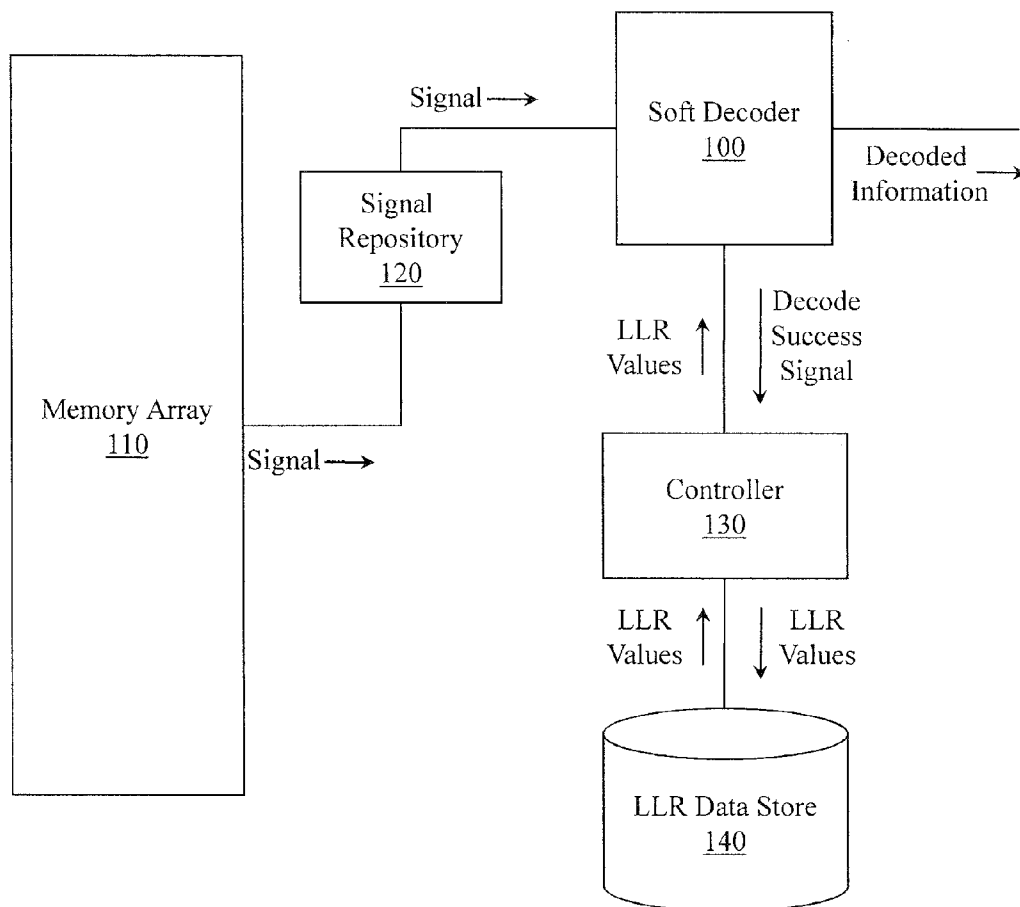 Memory Array
110
Signal
Signal
Repository
120
Signal
Soft Decoder
100
Decoded
Information
LLR
Values
Decode
Success
Signal
Controller
130
LLR
Values
LLR
Values
LLR Data Store
140